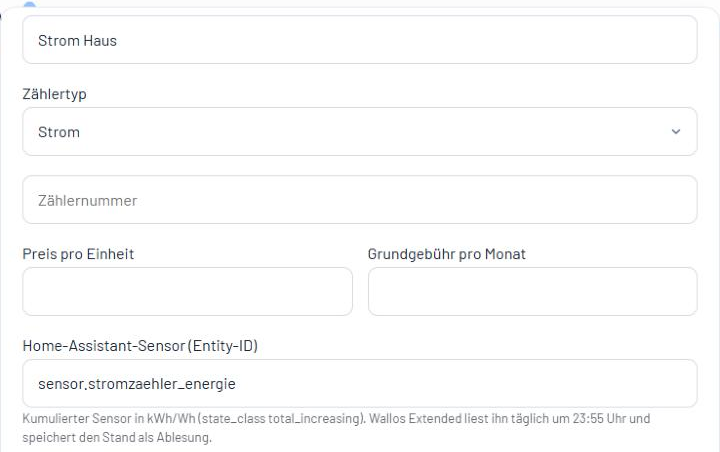 Strom Haus
Zählertyp
Strom
Zählernummer
Preis pro Einheit
Grundgebühr pro Monat
Home-Assistant-Sensor (Entity-ID)
sensor.stromzaehler_energie
Kumulierter Sensor in kWh/Wh (state_class total_increasing). Wallos Extended liest ihn täglich um 23:55 Uhr und
speichert den Stand als Ablesung.